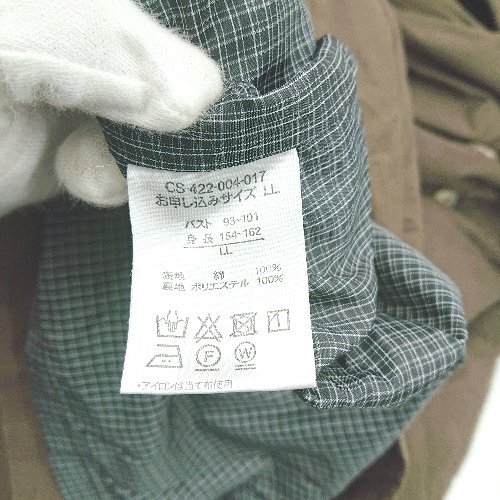 CS-422-004-017
お申し込みサイズ LL
バスト 93~101
身長 154~162
LL
表地 綿 100%
裏地 ポリエステル 100%
F W
*アイロンは当て布使用